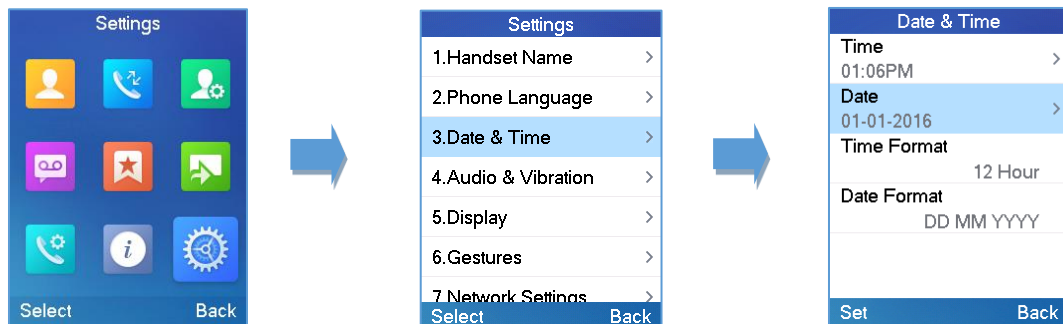 Settings
i
Select Back
Settings
1.Handset Name
2.Phone Language
3.Date & Time
4.Audio & Vibration
5.Display
6.Gestures
7.Network Settings
Select Back
Date & Time
Time
01:06PM
Date
01-01-2016
Time Format
12 Hour
Date Format
DD MM YYYY
Set Back